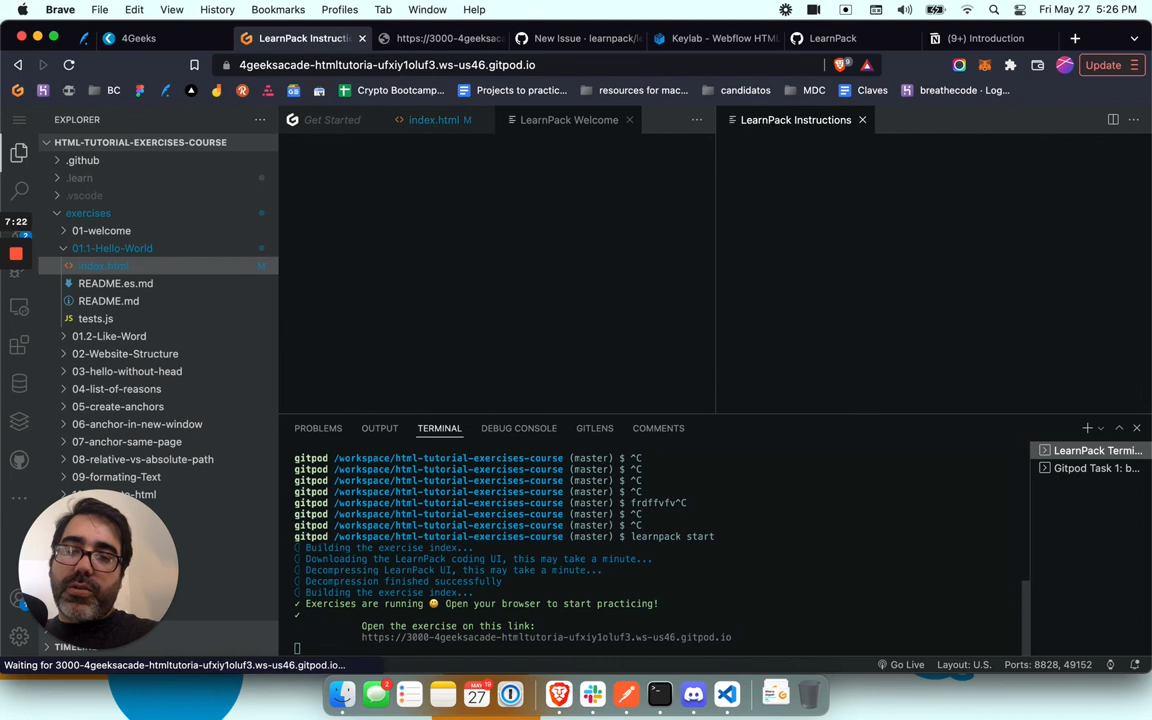 Brave File Edit View History Bookmarks Profiles Tab Window Help Fri May 27 5:26 PM
4Geeks
LearnPack Instructi
https://3000-4geeksac
New Issue · learnpack/l
Keylab - Webflow HTM
LearnPack
(9+) Introduction
4geeksacade-htmltutoria-ufxiy1oluf3.ws-us46.gitpod.io
9
Update
BC
Crypto Bootcamp...
Projects to practic...
resources for mac...
candidatos
MDC
Claves
breathecode · Log...
EXPLORER
Get Started
index.html M
LearnPack Welcome
LearnPack Instructions
HTML-TUTORIAL-EXERCISES-COURSE
.github
.learn
.vscode
exercises
01-welcome
01.1-Hello-World
index.html M
README.es.md
README.md
JS tests.js
01.2-Like-Word
02-Website-Structure
03-hello-without-head
04-list-of-reasons
05-create-anchors
06-anchor-in-new-window
07-anchor-same-page
08-relative-vs-absolute-path
09-formating-Text
7:22
2
PROBLEMS OUTPUT TERMINAL DEBUG CONSOLE GITLENS COMMENTS
gitpod /workspace/html-tutorial-exercises-course (master) $ ^C
gitpod /workspace/html-tutorial-exercises-course (master) $ ^C
gitpod /workspace/html-tutorial-exercises-course (master) $ ^C
gitpod /workspace/html-tutorial-exercises-course (master) $ ^C
gitpod /workspace/html-tutorial-exercises-course (master) $ frdffvfv^C
gitpod /workspace/html-tutorial-exercises-course (master) $ ^C
gitpod /workspace/html-tutorial-exercises-course (master) $ ^C
gitpod /workspace/html-tutorial-exercises-course (master) $ learnpack start
Building the exercise index...
Downloading the LearnPack coding UI, this may take a minute...
Decompressing LearnPack UI, this may take a minute...
Decompression finished successfully
Building the exercise index...
✓ Exercises are running 😀 Open your browser to start practicing!
✓
Open the exercise on this link:
https://3000-4geeksacade-htmltutoria-ufxiy1oluf3.ws-us46.gitpod.io
LearnPack Termi...
Gitpod Task 1: b...
TIMELIN
Waiting for 3000-4geeksacade-htmltutoria-ufxiy1oluf3.ws-us46.gitpod.io...
Go Live Layout: U.S. Ports: 8828, 49152
2
27